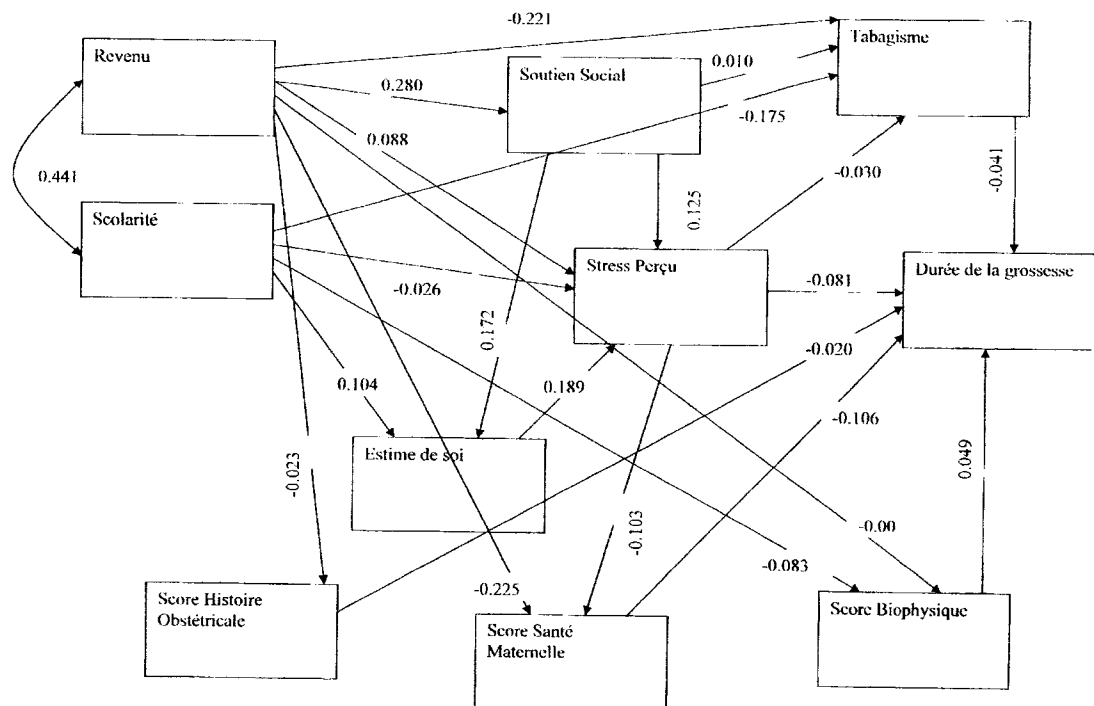 Revenu
-0.221
Tabagisme
Soutien Social
0.010
0.280
-0.175
0.088
0.441
-0.030
-0.041
Scolarité
0.125
Stress Perçu
Durée de la grossesse
-0.026
-0.081
0.172
-0.020
0.104
0.189
-0.106
Estime de soi
-0.023
0.049
-0.103
-0.00
-0.083
Score Histoire
Obstétricale
-0.225
Score Santé
Maternelle
Score Biophysique